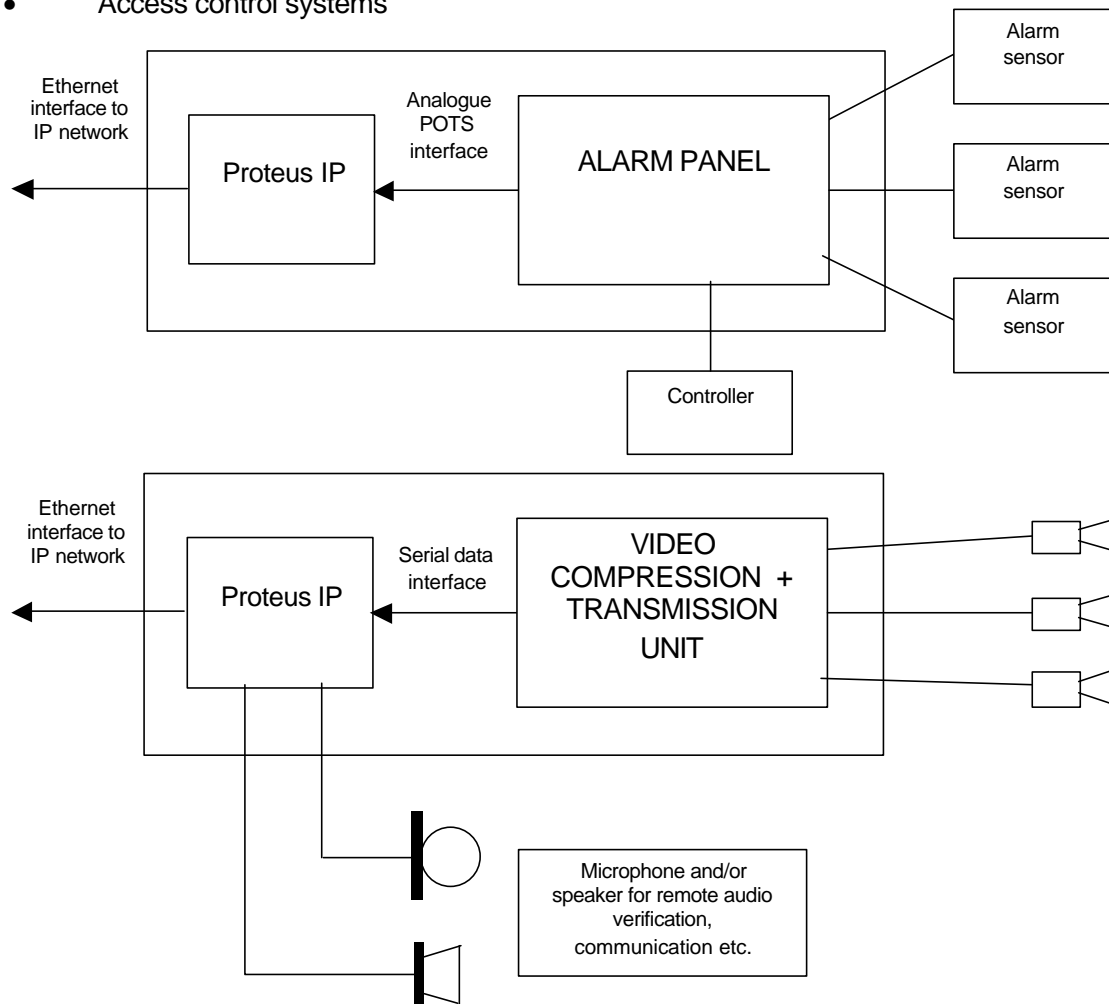 • Access control systems
Alarm
sensor
Ethernet
interface to
IP network
Analogue
POTS
interface
Proteus IP
ALARM PANEL
Alarm
sensor
Alarm
sensor
Controller
Ethernet
interface to
IP network
Serial data
interface
Proteus IP
VIDEO
COMPRESSION +
TRANSMISSION
UNIT
Microphone and/or
speaker for remote audio
verification,
communication etc.